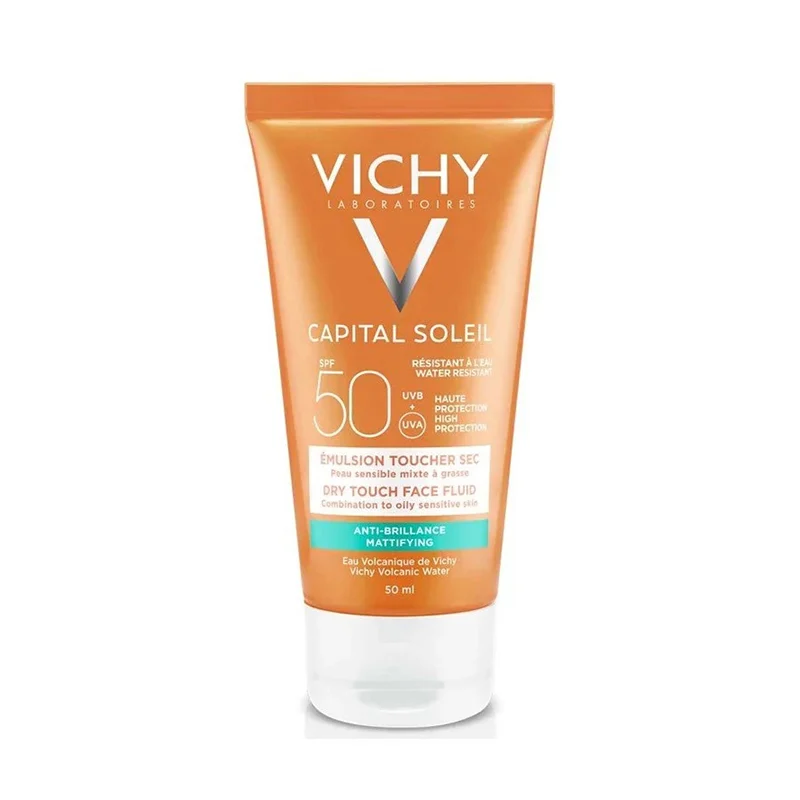 VICHY
LABORATOIRES
CAPITAL SOLEIL
SPF
50
RÉSISTANT À L'EAU
WATER RESISTANT
UVB
+
UVA
HAUTE
PROTECTION
HIGH
PROTECTION
ÉMULSION TOUCHER SEC
Peau sensible mixte à grasse
DRY TOUCH FACE FLUID
Combination to oily sensitive skin
ANTI-BRILLANCE
MATTIFYING
Eau Volcanique de Vichy
Vichy Volcanic Water
50 ml